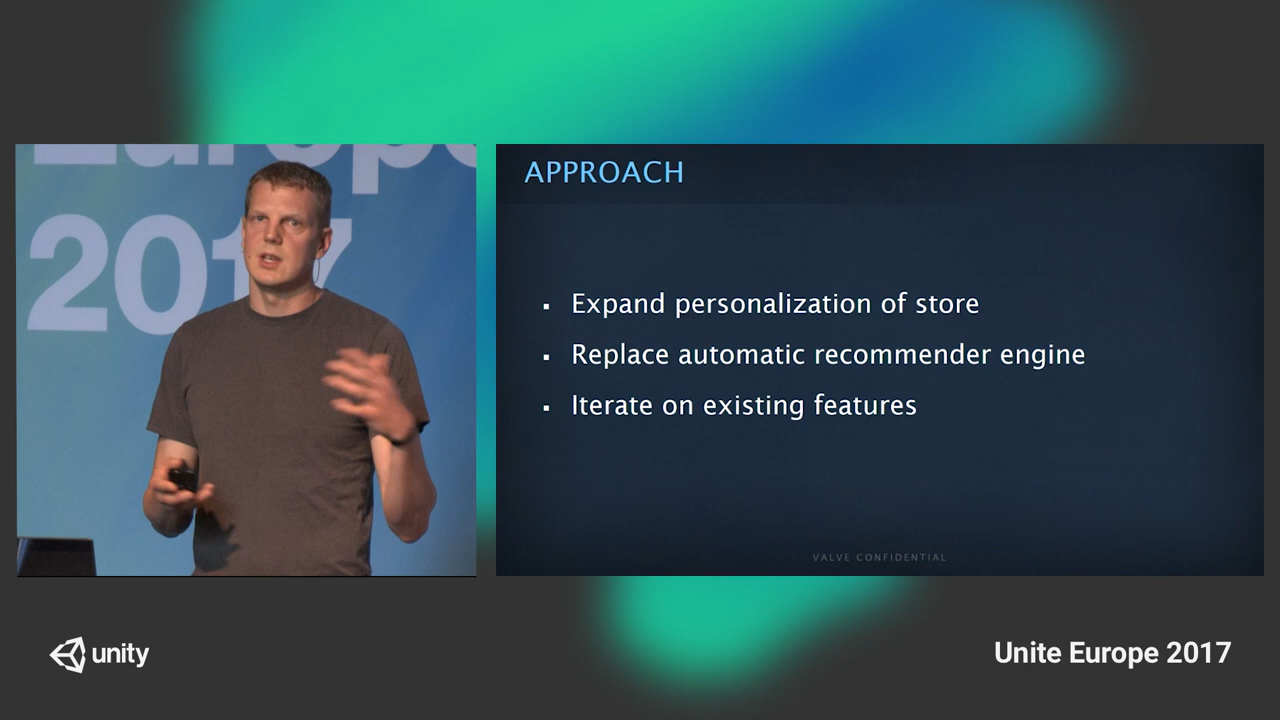 Europe
2017
APPROACH
▪ Expand personalization of store
▪ Replace automatic recommender engine
▪ Iterate on existing features
VALVE CONFIDENTIAL
unity
Unite Europe 2017